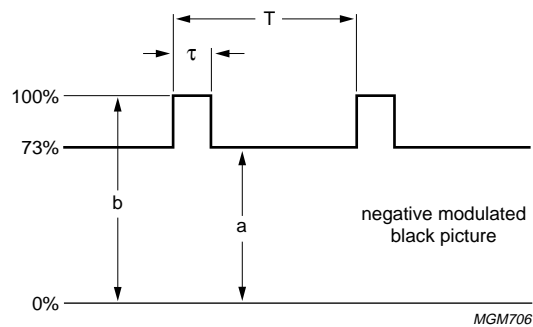 T
τ
100%
73%
b
a
negative modulated
black picture
0%
MGM706